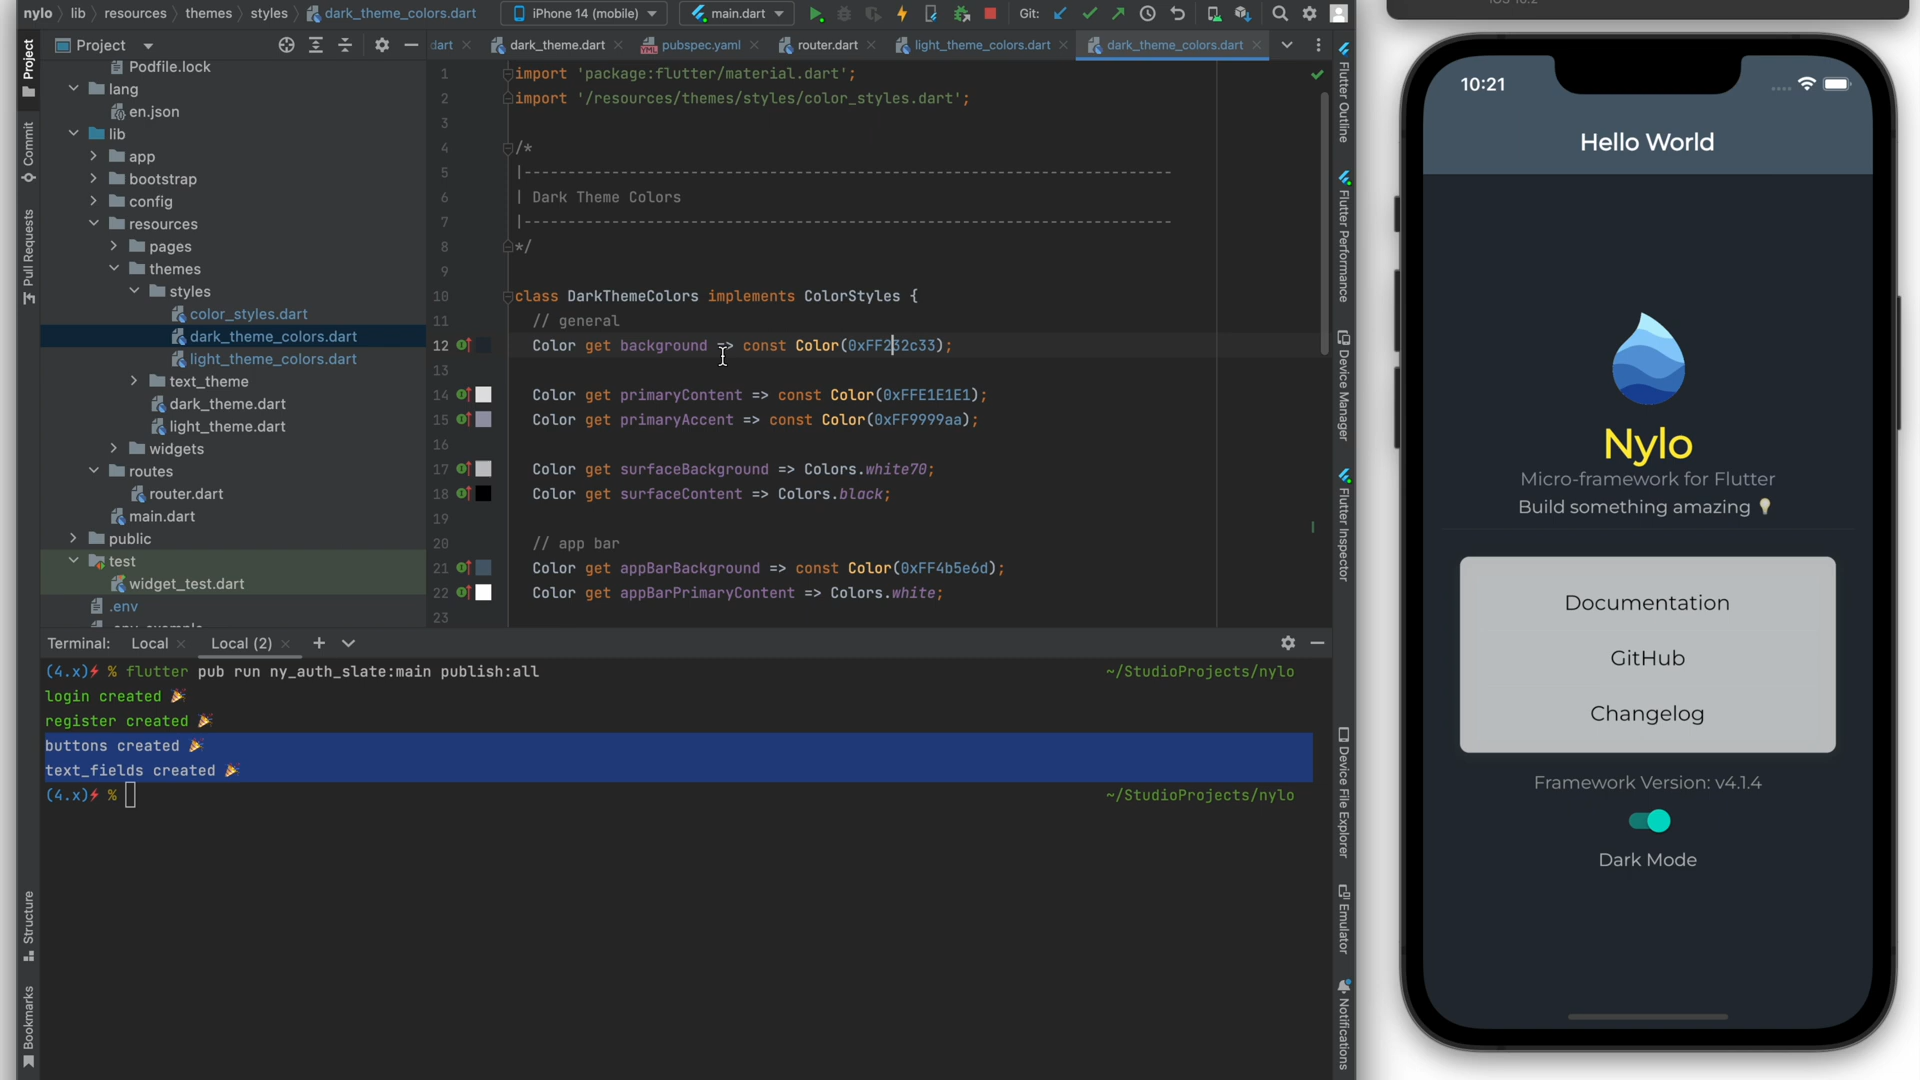 nylo
lib
resources
themes
styles
dark_theme_colors.dart
iPhone 14 (mobile)
main.dart
Git:
Project
dart
dark_theme.dart
pubspec.yaml
router.dart
light_theme_colors.dart
dark_theme_colors.dart
Project
Commit
Pull Requests
Structure
Bookmarks
Podfile.lock
lang
en.json
lib
app
bootstrap
config
resources
pages
themes
styles
color_styles.dart
dark_theme_colors.dart
light_theme_colors.dart
text_theme
dark_theme.dart
light_theme.dart
widgets
routes
router.dart
main.dart
public
test
widget_test.dart
.env
1 import 'package:flutter/material.dart';
2 import '/resources/themes/styles/color_styles.dart';
3
4 /*
5 |--------------------------------------------------------------------------
6 | Dark Theme Colors
7 |--------------------------------------------------------------------------
8 */
9
10 class DarkThemeColors implements ColorStyles {
11 // general
12 Color get background => const Color(0xFF232c33);
13
14 Color get primaryContent => const Color(0xFFE1E1E1);
15 Color get primaryAccent => const Color(0xFF9999aa);
16
17 Color get surfaceBackground => Colors.white70;
18 Color get surfaceContent => Colors.black;
19
20 // app bar
21 Color get appBarBackground => const Color(0xFF4b5e6d);
22 Color get appBarPrimaryContent => Colors.white;
23
Flutter Outline
Flutter Performance
Device Manager
Flutter Inspector
Device File Explorer
Emulator
Notifications
Terminal:
Local
Local (2)
(4.x)⚡ % flutter pub run ny_auth_slate:main publish:all ~/StudioProjects/nylo
login created 🎉
register created 🎉
buttons created 🎉
text_fields created 🎉
(4.x)⚡ % ~/StudioProjects/nylo
10:21
Hello World
Nylo
Micro-framework for Flutter
Build something amazing 💡
Documentation
GitHub
Changelog
Framework Version: v4.1.4
Dark Mode